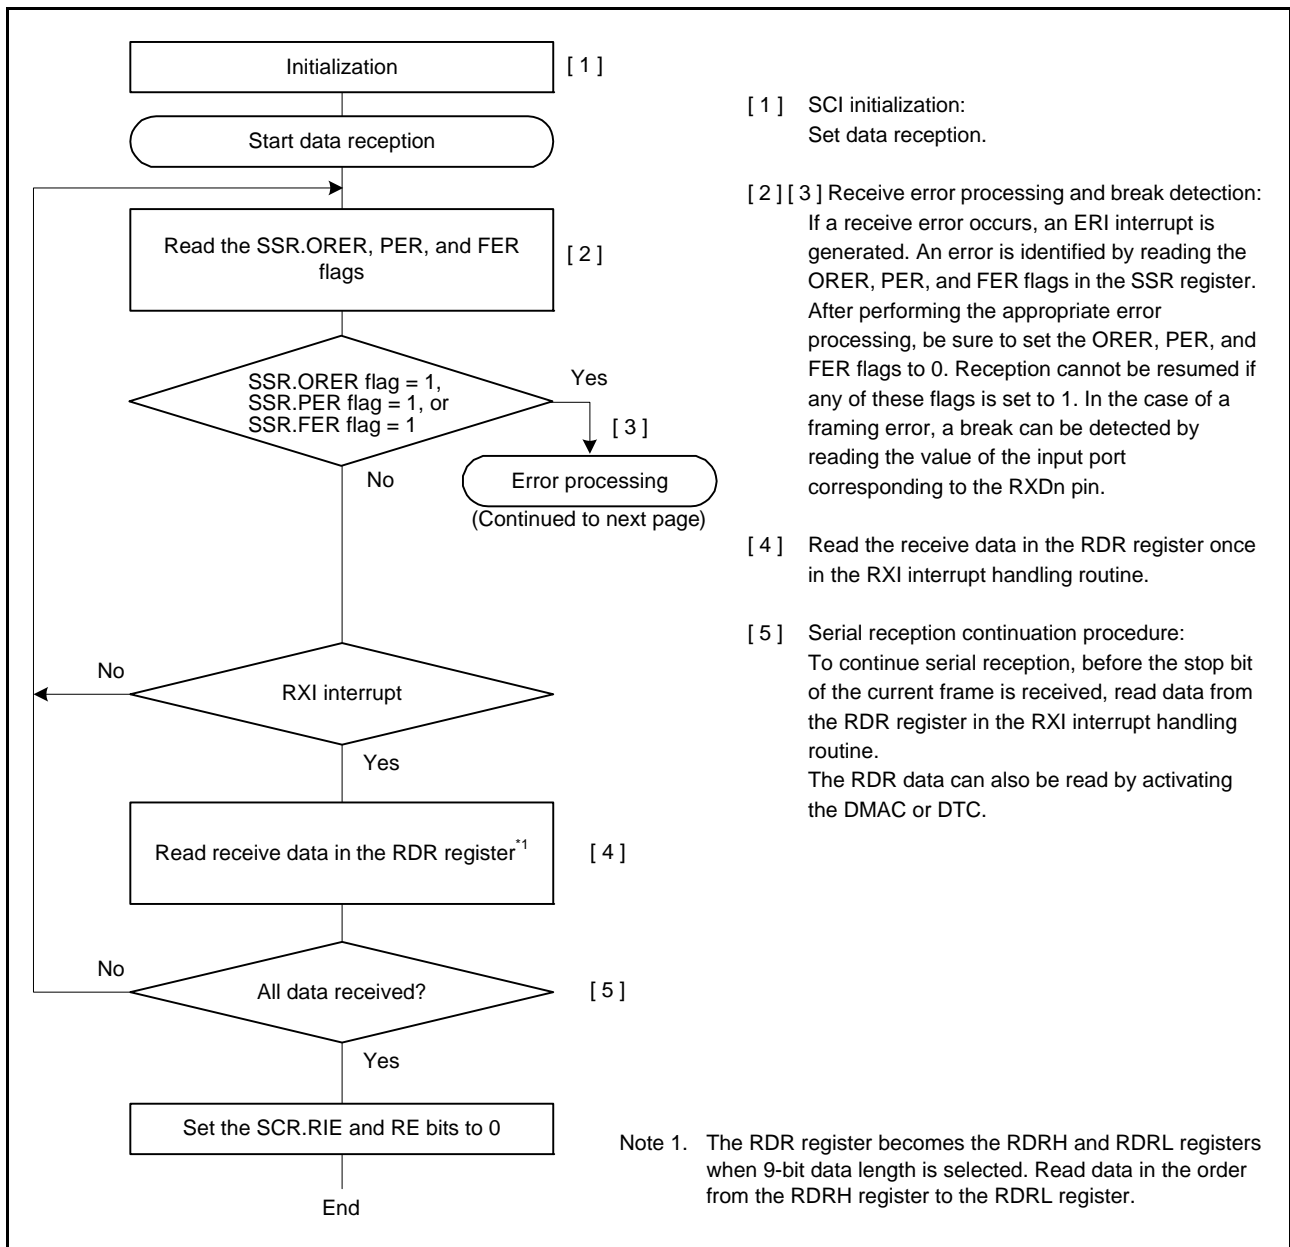 Initialization
[ 1 ]
Start data reception
Read the SSR.ORER, PER, and FER
flags
[ 2 ]
SSR.ORER flag = 1,
SSR.PER flag = 1, or
SSR.FER flag = 1
Yes
[ 3 ]
No
Error processing
(Continued to next page)
No
RXI interrupt
Yes
Read receive data in the RDR register*1
[ 4 ]
No
All data received?
[ 5 ]
Yes
Set the SCR.RIE and RE bits to 0
End
[ 1 ] SCI initialization:
Set data reception.
[ 2 ] [ 3 ] Receive error processing and break detection:
If a receive error occurs, an ERI interrupt is
generated. An error is identified by reading the
ORER, PER, and FER flags in the SSR register.
After performing the appropriate error
processing, be sure to set the ORER, PER, and
FER flags to 0. Reception cannot be resumed if
any of these flags is set to 1. In the case of a
framing error, a break can be detected by
reading the value of the input port
corresponding to the RXDn pin.
[ 4 ] Read the receive data in the RDR register once
in the RXI interrupt handling routine.
[ 5 ] Serial reception continuation procedure:
To continue serial reception, before the stop bit
of the current frame is received, read data from
the RDR register in the RXI interrupt handling
routine.
The RDR data can also be read by activating
the DMAC or DTC.
Note 1. The RDR register becomes the RDRH and RDRL registers
when 9-bit data length is selected. Read data in the order
from the RDRH register to the RDRL register.